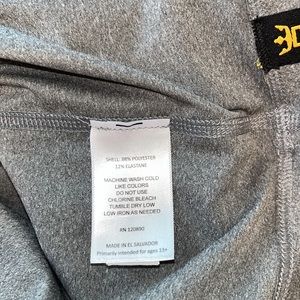 SHELL: 88% POLYESTER
12% ELASTANE
MACHINE WASH COLD
LIKE COLORS
DO NOT USE
CHLORINE BLEACH
TUMBLE DRY LOW
LOW IRON AS NEEDED
RN 120890
MADE IN EL SALVADOR
Primarily intended for ages 13+